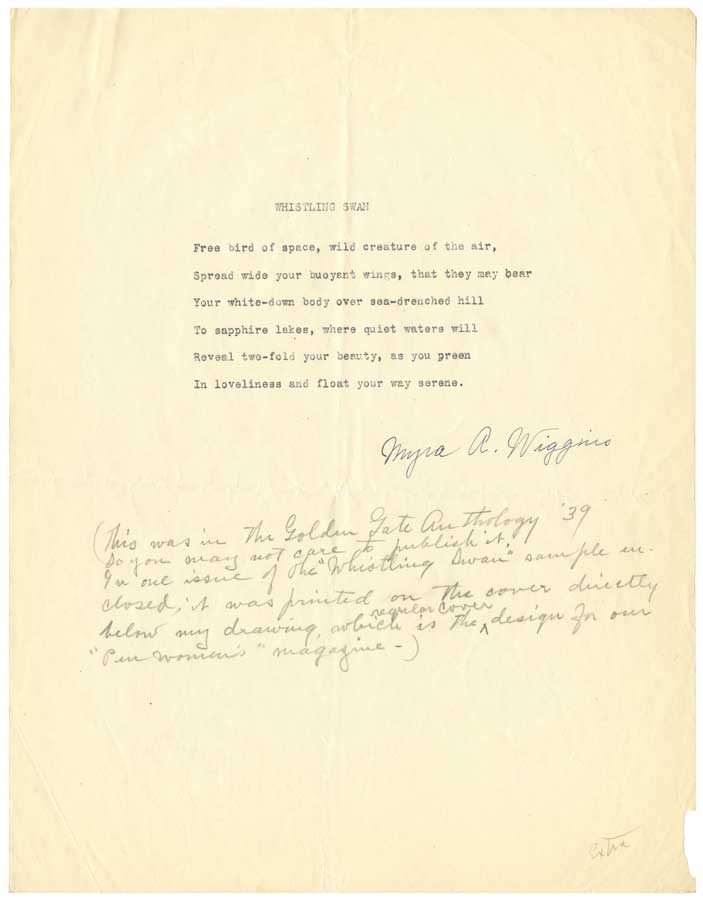 WHISTLING SWAN
Free bird of space, wild creature of the air,
Spread wide your buoyant wings, that they may bear
Your white-down body over sea-drenched hill
To sapphire lakes, where quiet waters will
Reveal two-fold your beauty, as you preen
In loveliness and float your way serene.
Myra A. Wiggins
(This was in The Golden Gate Anthology '39
So you may not care to publish it.
In one issue of the "Whistling Swan" sample en-
closed, it was printed on the cover directly
below my drawing, which is the regular cover design for our
"Pen Women's" magazine -)
extra